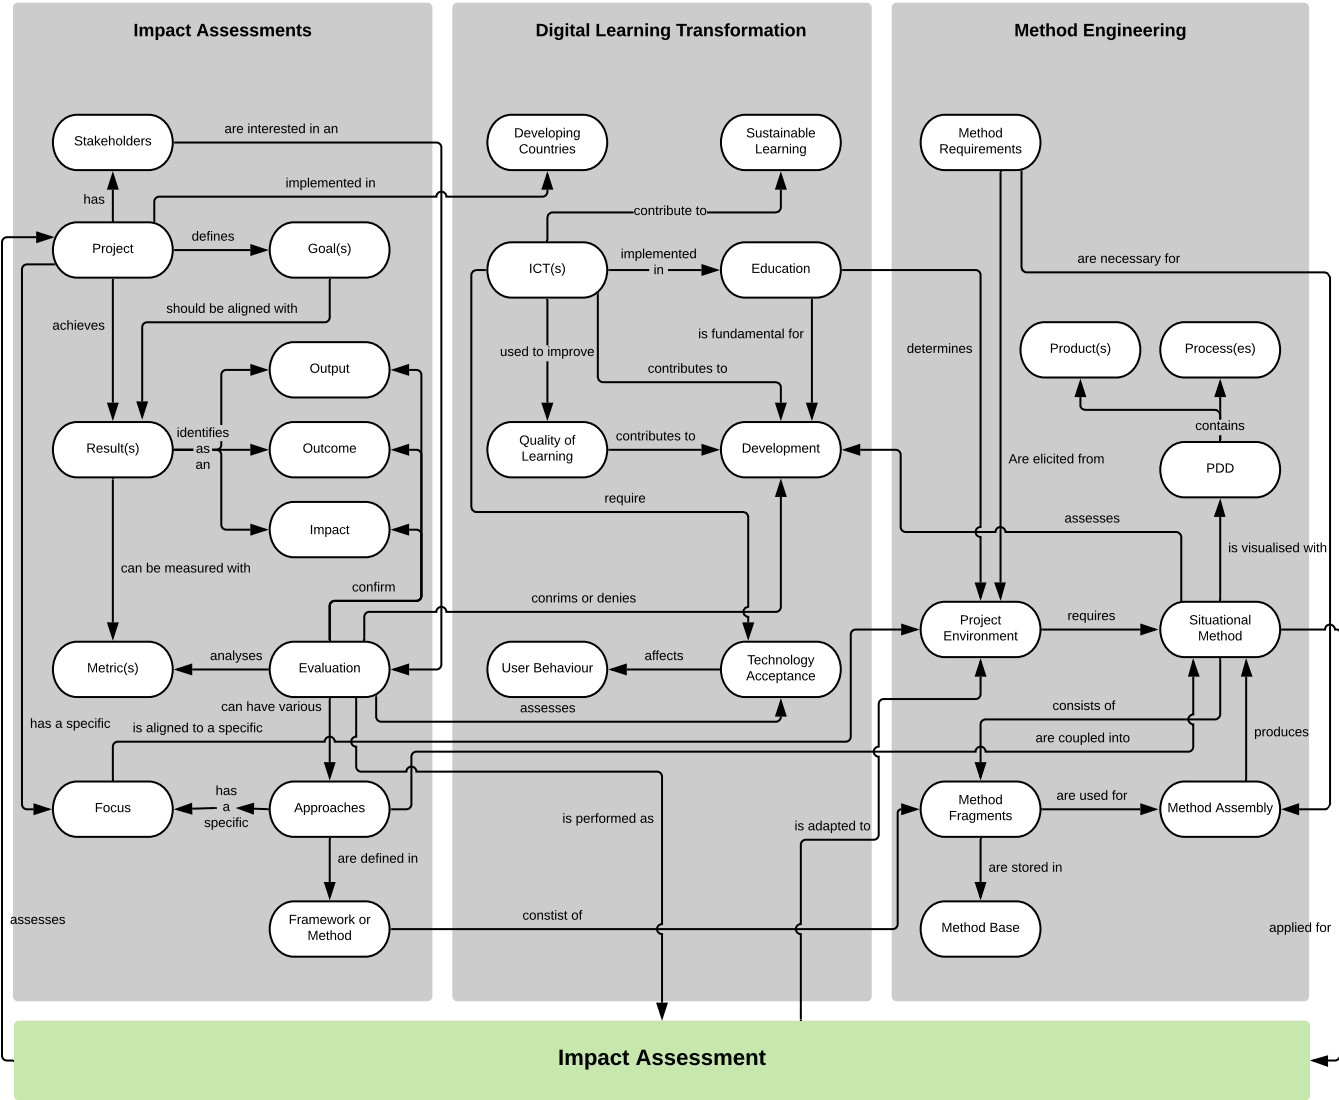 Impact Assessments
Digital Learning Transformation
Method Engineering
Stakeholders
are interested in an
Developing
Countries
Sustainable
Learning
Method
Requirements
has
implemented in
contribute to
Project
defines
Goal(s)
ICT(s)
implemented
in
Education
are necessary for
achieves
should be aligned with
used to improve
is fundamental for
determines
Product(s)
Process(es)
Output
contributes to
contains
Result(s)
identifies
as
an
Outcome
Quality of
Learning
contributes to
Development
Are elicited from
PDD
Impact
require
assesses
is visualised with
can be measured with
confirm
conrims or denies
Project
Environment
requires
Situational
Method
Metric(s)
analyses
Evaluation
User Behaviour
affects
Technology
Acceptance
can have various
assesses
consists of
has a specific
is aligned to a specific
are coupled into
produces
Focus
has
a
specific
Approaches
is performed as
is adapted to
Method
Fragments
are used for
Method Assembly
are defined in
are stored in
assesses
Framework or
Method
constist of
Method Base
applied for
Impact Assessment